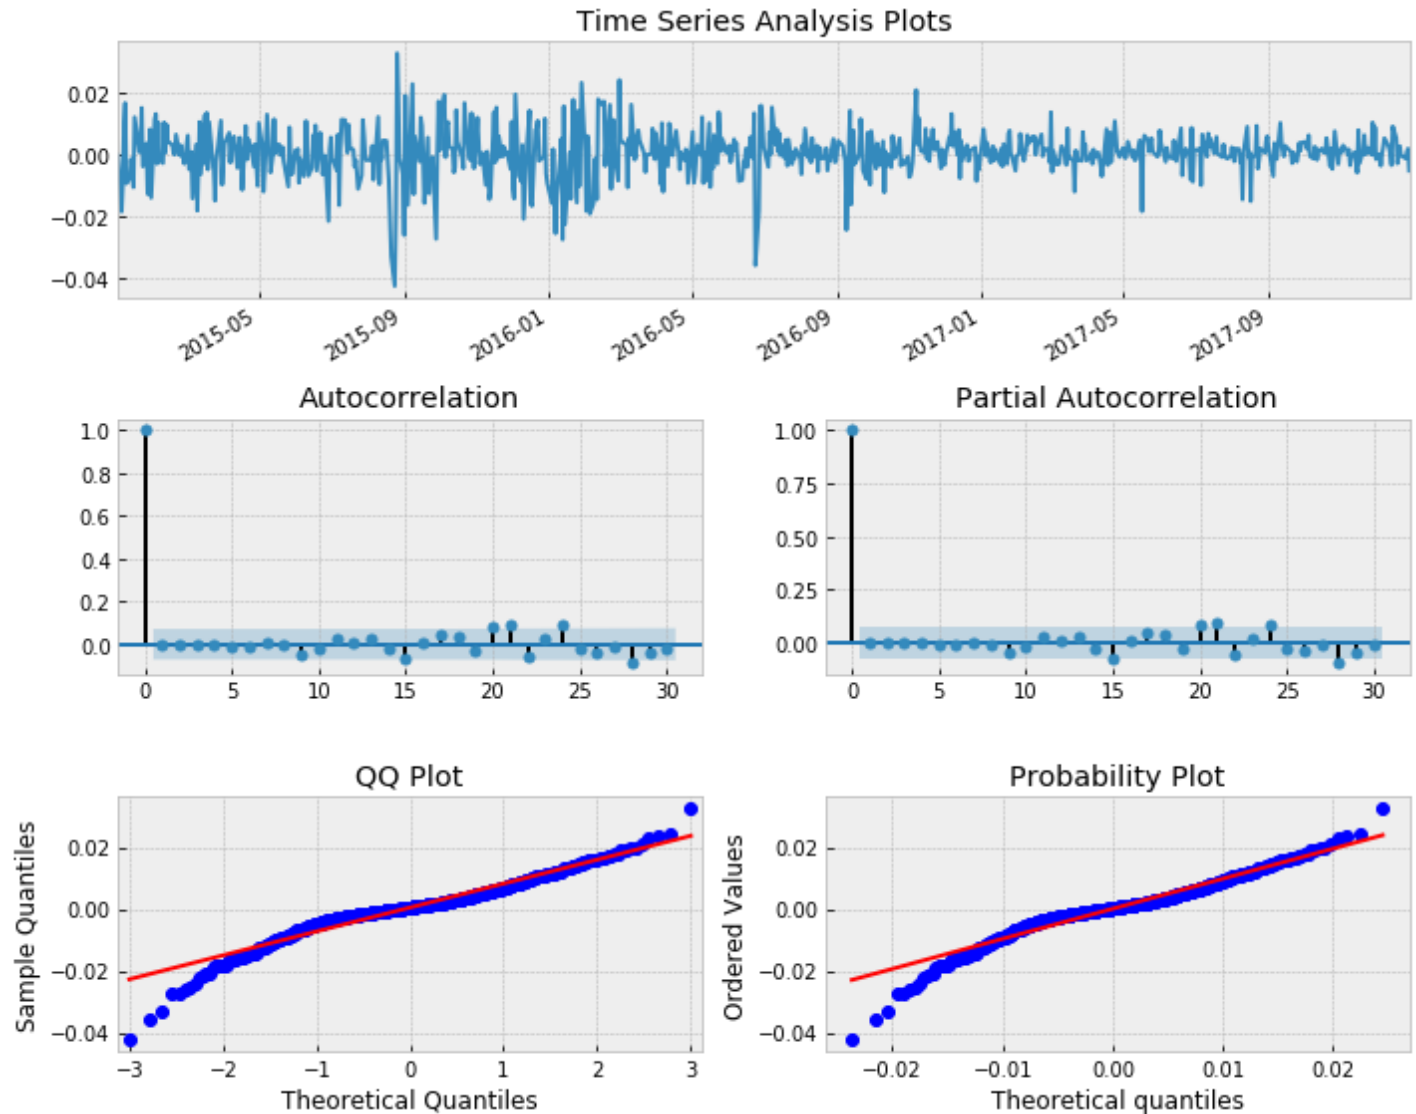 Time Series Analysis Plots
0.02
0.00
−0.02
−0.04
2015-05 2015-09 2016-01 2016-05 2016-09 2017-01 2017-05 2017-09
Autocorrelation
1.0
0.8
0.6
0.4
0.2
0.0
0 5 10 15 20 25 30
Partial Autocorrelation
1.00
0.75
0.50
0.25
0.00
0 5 10 15 20 25 30
QQ Plot
Sample Quantiles
0.02
0.00
−0.02
−0.04
−3 −2 −1 0 1 2 3
Theoretical Quantiles
Probability Plot
Ordered Values
0.02
0.00
−0.02
−0.04
−0.02 −0.01 0.00 0.01 0.02
Theoretical quantiles